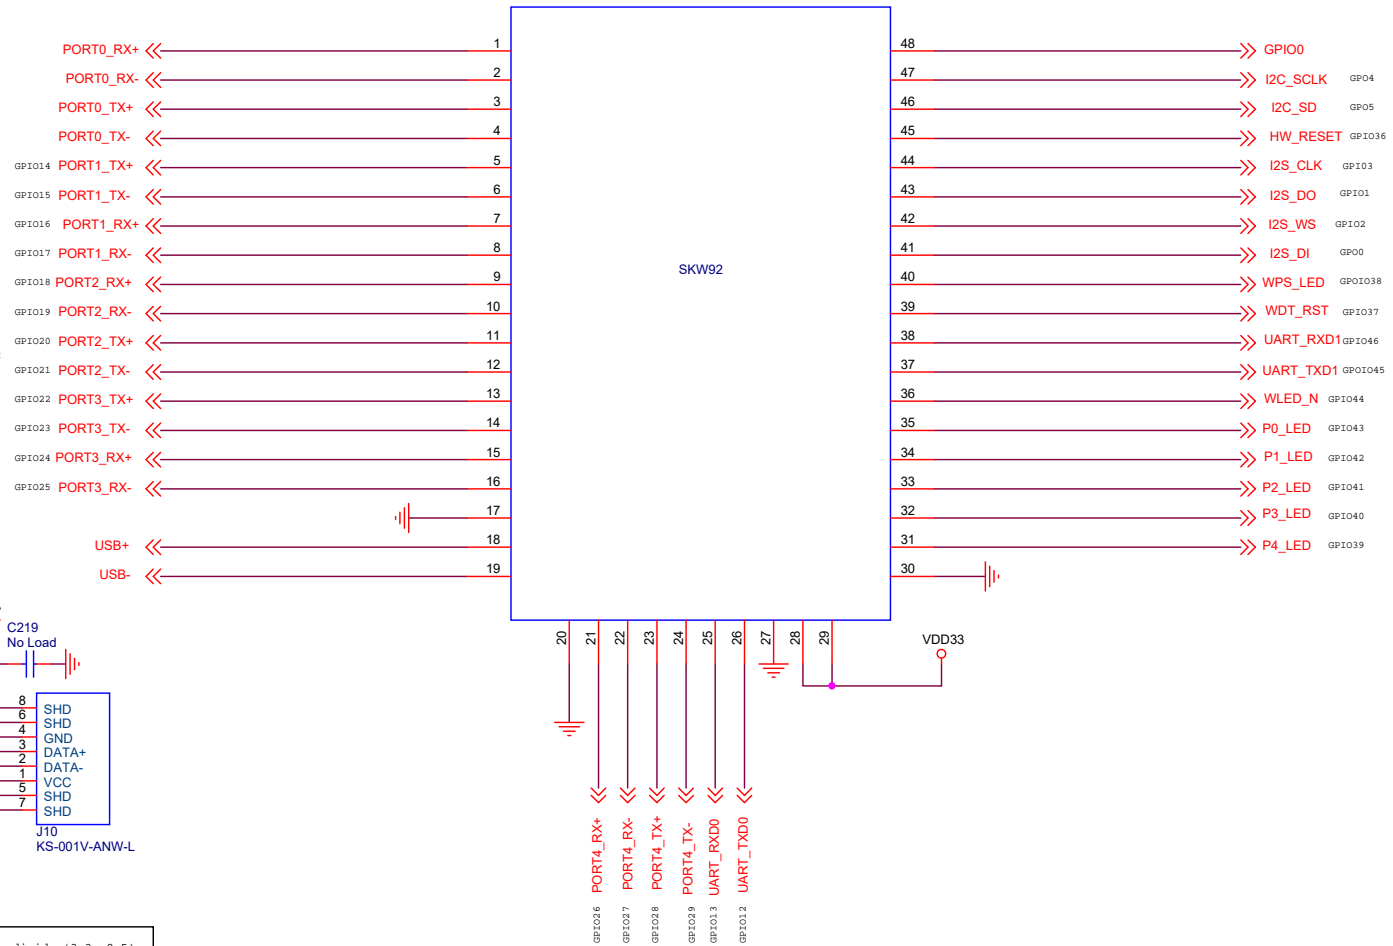 PORT0_RX+ 1
PORT0_RX- 2
PORT0_TX+ 3
PORT0_TX- 4
GPIO14 PORT1_TX+ 5
GPIO15 PORT1_TX- 6
GPIO16 PORT1_RX+ 7
GPIO17 PORT1_RX- 8
GPIO18 PORT2_RX+ 9
GPIO19 PORT2_RX- 10
GPIO20 PORT2_TX+ 11
GPIO21 PORT2_TX- 12
GPIO22 PORT3_TX+ 13
GPIO23 PORT3_TX- 14
GPIO24 PORT3_RX+ 15
GPIO25 PORT3_RX- 16
17
USB+ 18
USB- 19
SKW92
48 GPIO0
47 I2C_SCLK GPO4
46 I2C_SD GPO5
45 HW_RESET GPIO36
44 I2S_CLK GPIO3
43 I2S_DO GPIO1
42 I2S_WS GPIO2
41 I2S_DI GPO0
40 WPS_LED GPOIO38
39 WDT_RST GPIO37
38 UART_RXD1 GPIO46
37 UART_TXD1 GPOIO45
36 WLED_N GPIO44
35 P0_LED GPIO43
34 P1_LED GPIO42
33 P2_LED GPIO41
32 P3_LED GPIO40
31 P4_LED GPIO39
30
20
21 PORT4_RX+ GPIO26
22 PORT4_RX- GPIO27
23 PORT4_TX+ GPIO28
24 PORT4_TX- GPIO29
25 UART_RXD0 GPIO13
26 UART_TXD0 GPIO12
27
28
29
VDD33
C219
No Load
8 SHD
6 SHD
4 GND
3 DATA+
2 DATA-
1 VCC
5 SHD
7 SHD
J10
KS-001V-ANW-L